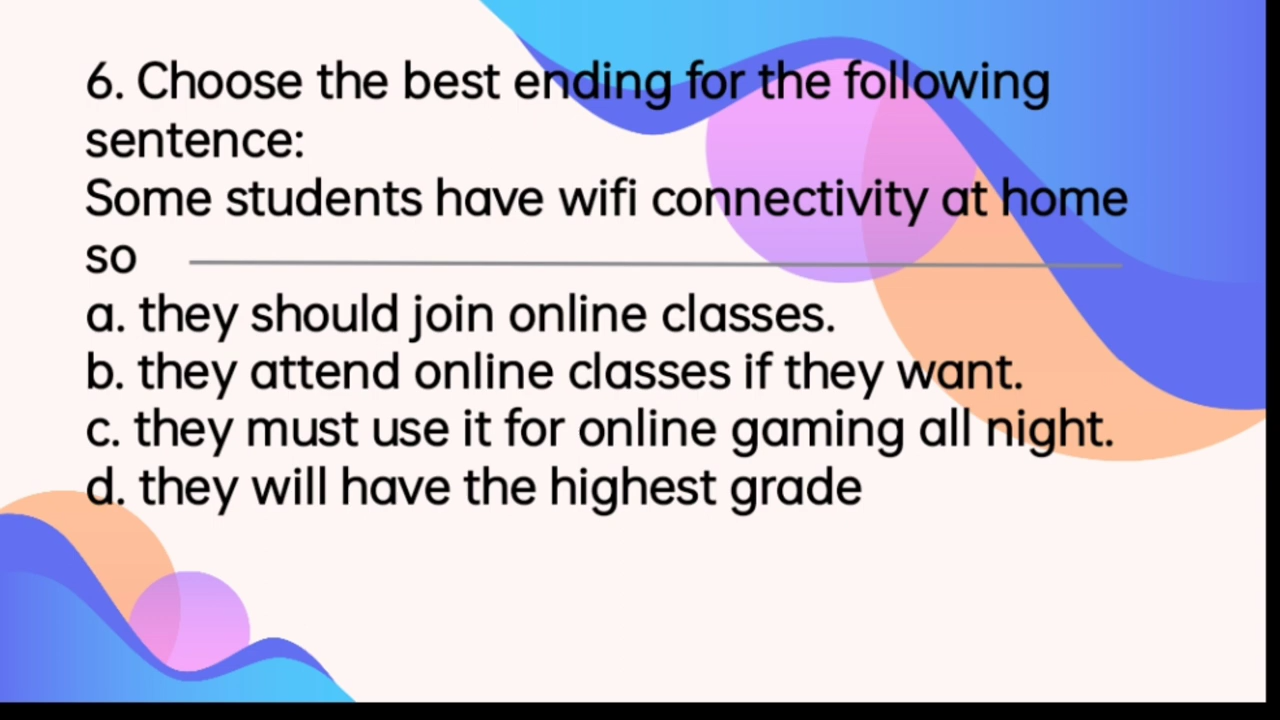 6. Choose the best ending for the following
sentence:
Some students have wifi connectivity at home
so
a. they should join online classes.
b. they attend online classes if they want.
c. they must use it for online gaming all night.
d. they will have the highest grade